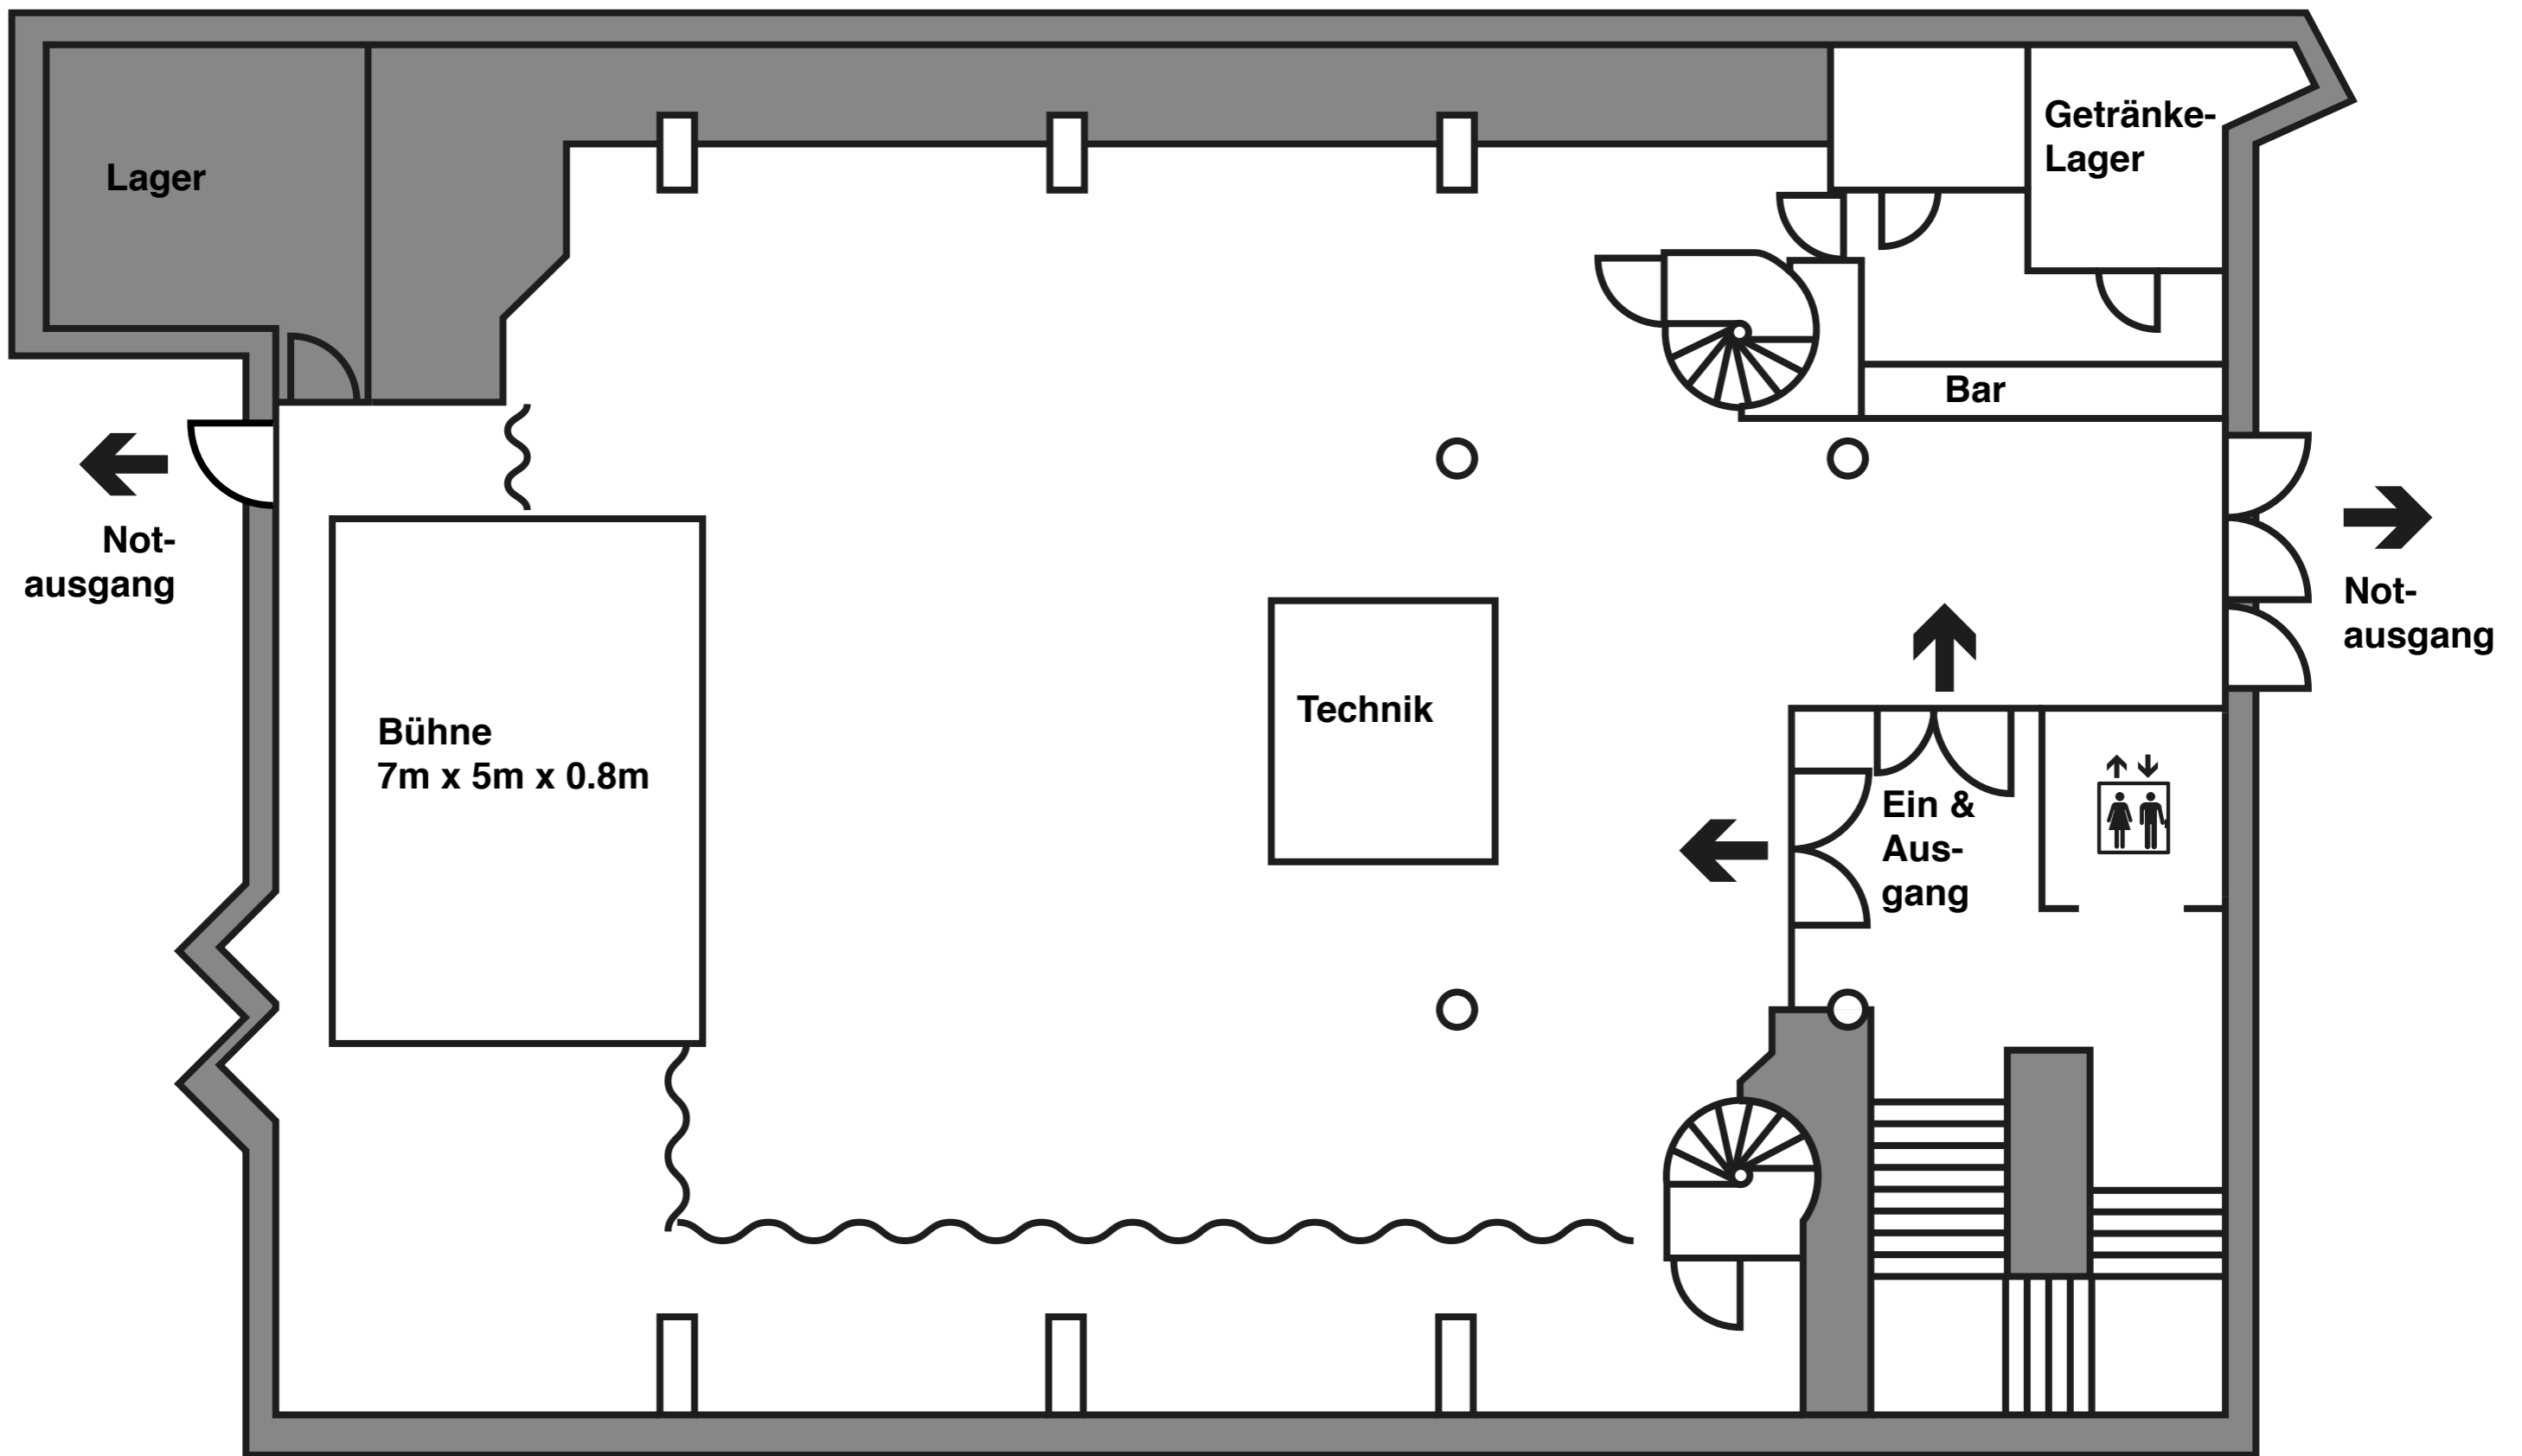 Getränke-
Lager
Lager
Bar
Not-
ausgang
Not-
ausgang
Technik
Bühne
7m x 5m x 0.8m
Ein &
Aus-
gang